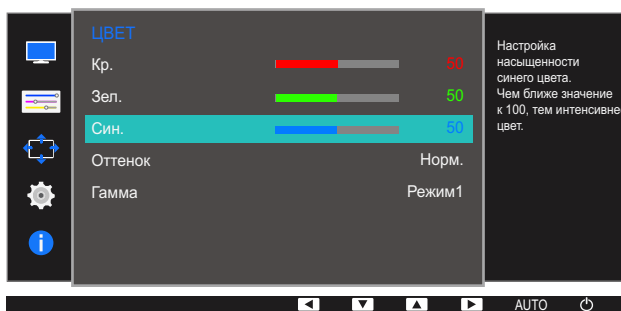 ЦВЕТ
Кр. 50
Зел. 50
Син. 50
Оттенок Норм.
Гамма Режим1
Настройка
насыщенности
синего цвета.
Чем ближе значение
к 100, тем интенсивне
цвет.
AUTO